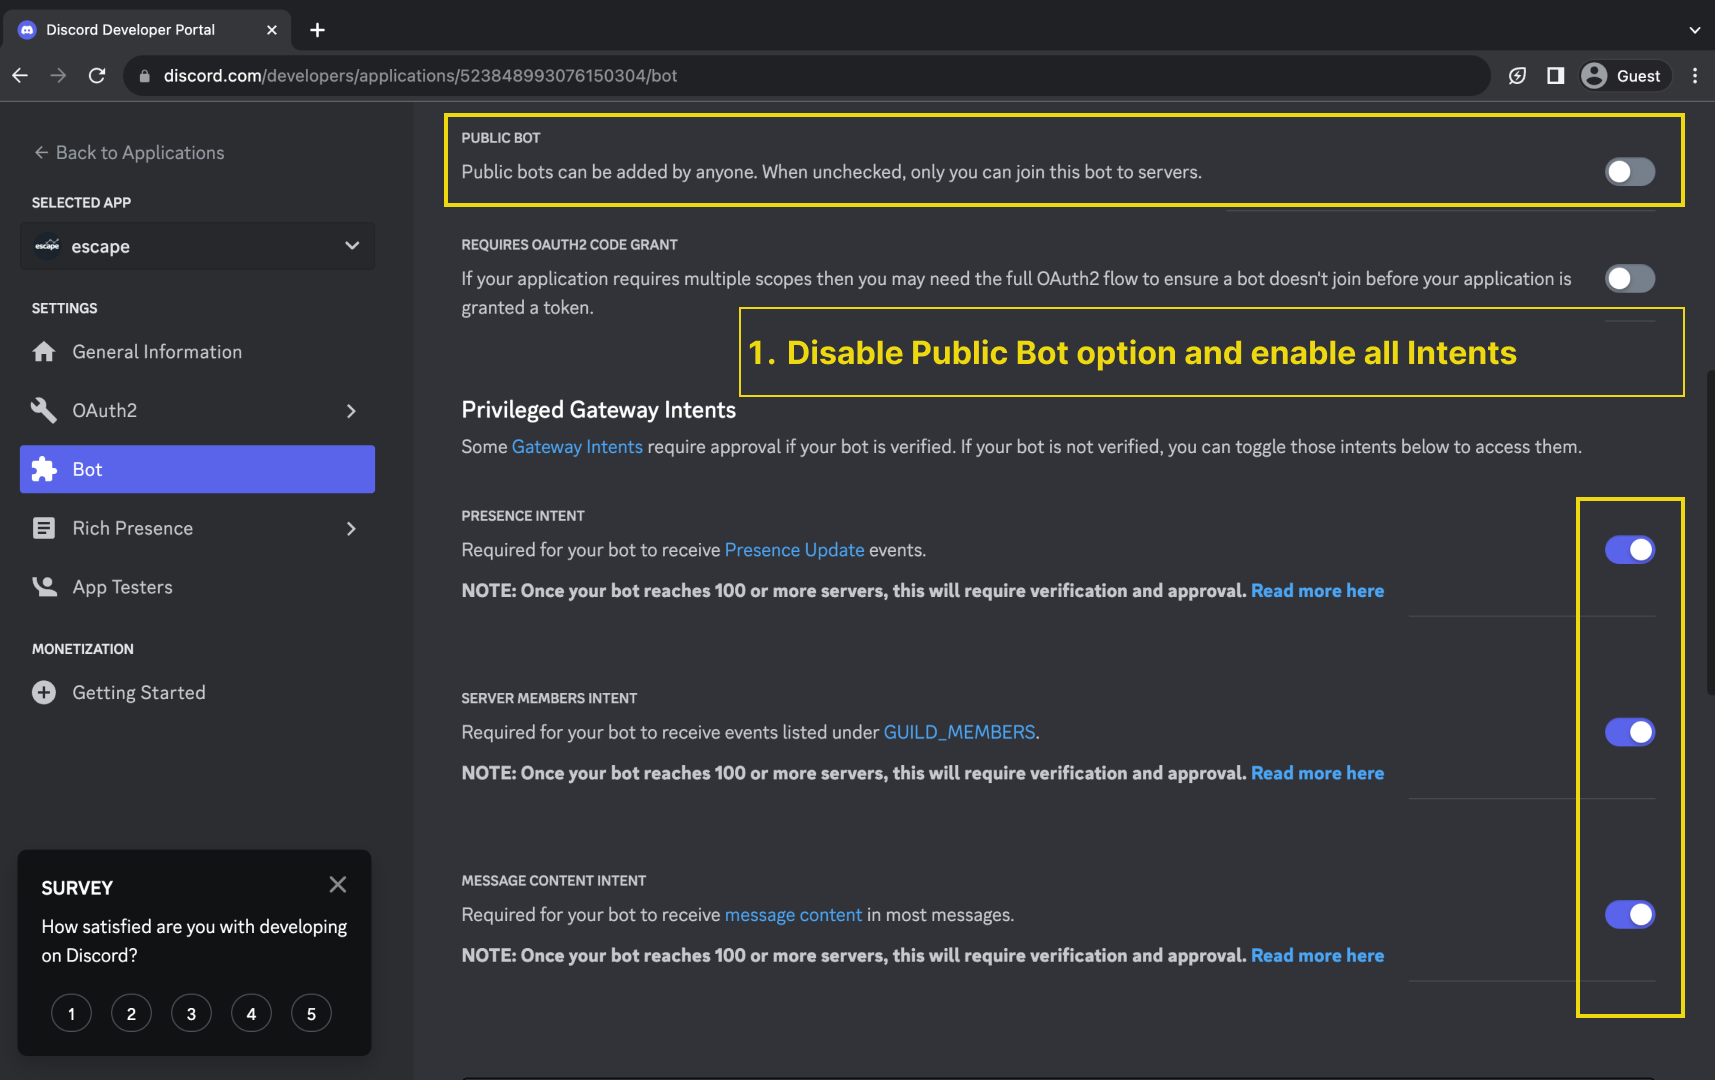 Discord Developer Portal
discord.com/developers/applications/523848993076150304/bot
Guest
Back to Applications
SELECTED APP
escape
escape
SETTINGS
General Information
OAuth2
Bot
Rich Presence
App Testers
MONETIZATION
Getting Started
SURVEY
How satisfied are you with developing
on Discord?
1 2 3 4 5
PUBLIC BOT
Public bots can be added by anyone. When unchecked, only you can join this bot to servers.
REQUIRES OAUTH2 CODE GRANT
If your application requires multiple scopes then you may need the full OAuth2 flow to ensure a bot doesn't join before your application is
granted a token.
1. Disable Public Bot option and enable all Intents
Privileged Gateway Intents
Some Gateway Intents require approval if your bot is verified. If your bot is not verified, you can toggle those intents below to access them.
PRESENCE INTENT
Required for your bot to receive Presence Update events.
NOTE: Once your bot reaches 100 or more servers, this will require verification and approval. Read more here
SERVER MEMBERS INTENT
Required for your bot to receive events listed under GUILD_MEMBERS.
NOTE: Once your bot reaches 100 or more servers, this will require verification and approval. Read more here
MESSAGE CONTENT INTENT
Required for your bot to receive message content in most messages.
NOTE: Once your bot reaches 100 or more servers, this will require verification and approval. Read more here